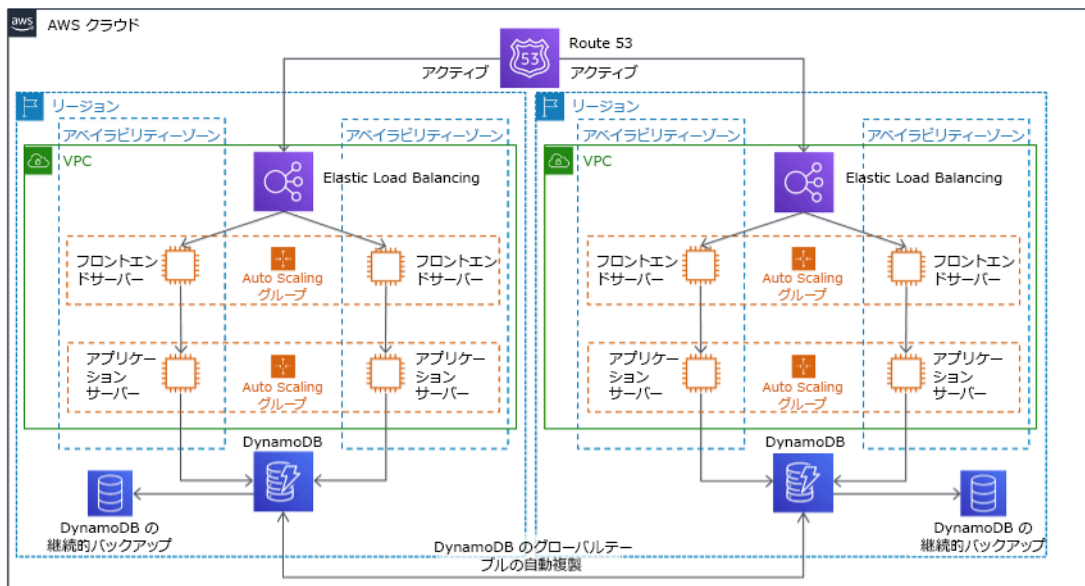 aws
AWS クラウド
Route 53
53
アクティブ
アクティブ
リージョン
アベイラビリティーゾーン
アベイラビリティーゾーン
VPC
Elastic Load Balancing
フロントエン
ドサーバー
Auto Scaling
グループ
フロントエン
ドサーバー
アプリケー
ション
サーバー
Auto Scaling
グループ
アプリケー
ション
サーバー
DynamoDB
DynamoDB の
継続的バックアップ
リージョン
アベイラビリティーゾーン
アベイラビリティーゾーン
VPC
Elastic Load Balancing
フロントエン
ドサーバー
Auto Scaling
グループ
フロントエン
ドサーバー
アプリケー
ション
サーバー
Auto Scaling
グループ
アプリケー
ション
サーバー
DynamoDB
DynamoDB の
継続的バックアップ
DynamoDB のグローバルテー
ブルの自動複製